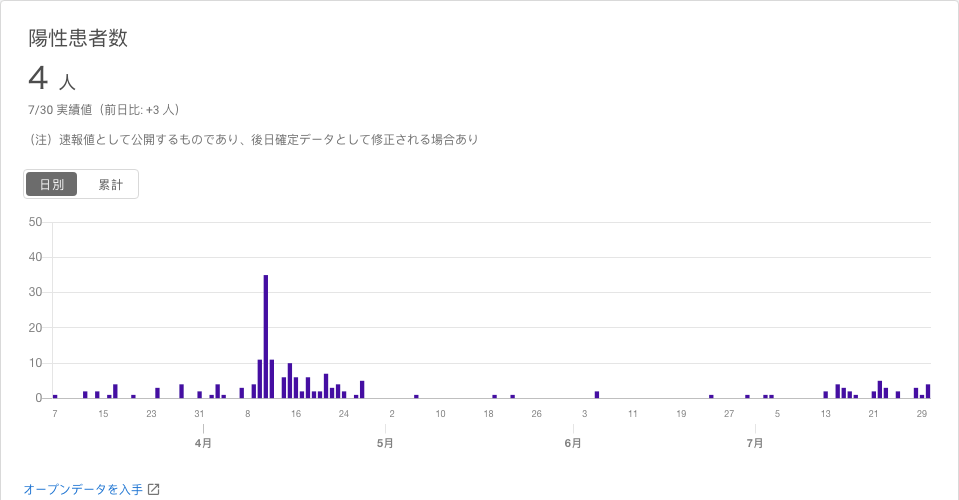 陽性患者数
4 人
7/30 実績値（前日比: +3 人）
（注）速報値として公開するものであり、後日確定データとして修正される場合あり
日別 累計
50
40
30
20
10
0
7 15 23 31 8 16 24 2 10 18 26 3 11 19 27 5 13 21 29
4月 5月 6月 7月
オープンデータを入手